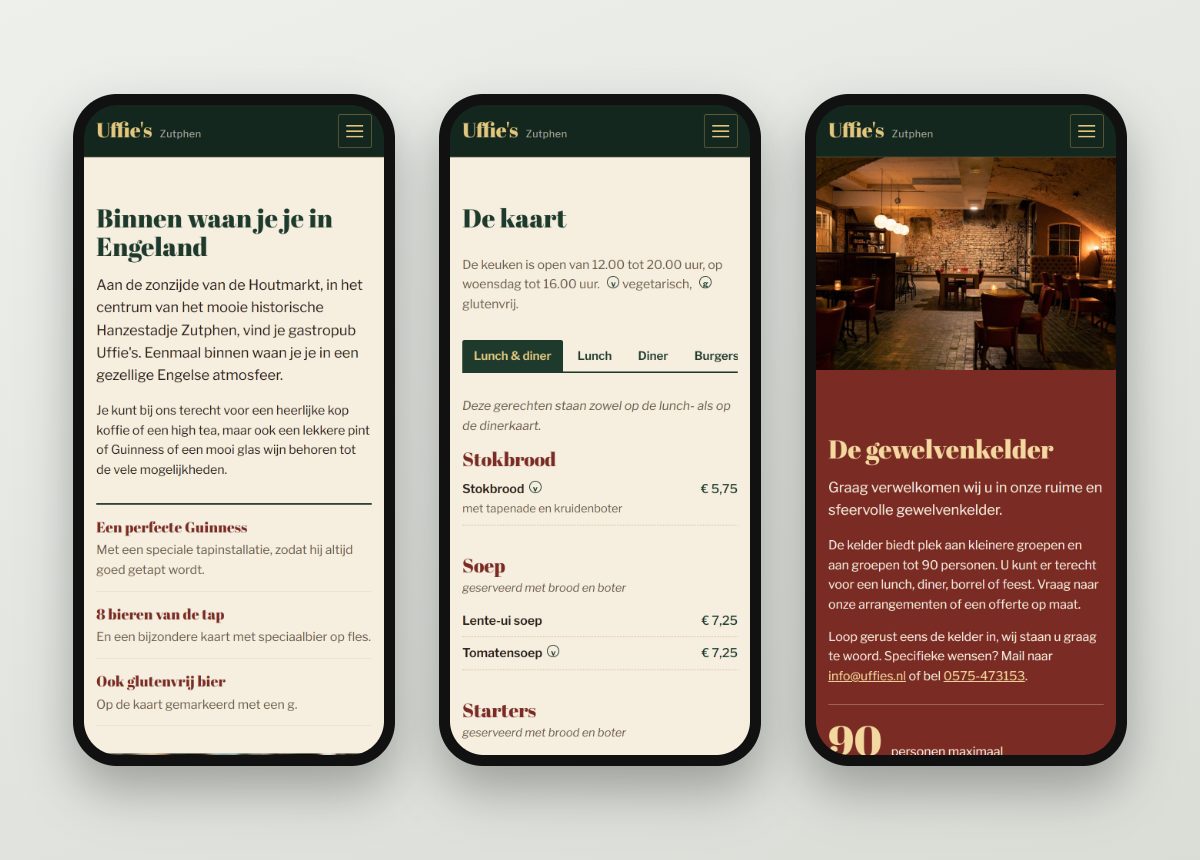 Uffie's Zutphen
Binnen waan je je in
Engeland
Aan de zonzijde van de Houtmarkt, in het
centrum van het mooie historische
Hanzestadje Zutphen, vind je gastropub
Uffie's. Eenmaal binnen waan je je in een
gezellige Engelse atmosfeer.
Je kunt bij ons terecht voor een heerlijke kop
koffie of een high tea, maar ook een lekkere pint
of Guinness of een mooi glas wijn behoren tot
de vele mogelijkheden.
Een perfecte Guinness
Met een speciale tapinstallatie, zodat hij altijd
goed getapt wordt.
8 bieren van de tap
En een bijzondere kaart met speciaalbier op fles.
Ook glutenvrij bier
Op de kaart gemarkeerd met een g.
Uffie's Zutphen
De kaart
De keuken is open van 12.00 tot 20.00 uur, op
woensdag tot 16.00 uur. v vegetarisch, g
glutenvrij.
Lunch & diner Lunch Diner Burgers
Deze gerechten staan zowel op de lunch- als op
de dinerkaart.
Stokbrood
Stokbrood v € 5,75
met tapenade en kruidenboter
Soep
geserveerd met brood en boter
Lente-ui soep € 7,25
Tomatensoep v € 7,25
Starters
geserveerd met brood en boter
Uffie's Zutphen
De gewelvenkelder
Graag verwelkomen wij u in onze ruime en
sfeervolle gewelvenkelder.
De kelder biedt plek aan kleinere groepen en
aan groepen tot 90 personen. U kunt er terecht
voor een lunch, diner, borrel of feest. Vraag naar
onze arrangementen of een offerte op maat.
Loop gerust eens de kelder in, wij staan u graag
te woord. Specifieke wensen? Mail naar
info@uffies.nl of bel 0575-473153.
90 personen maximaal